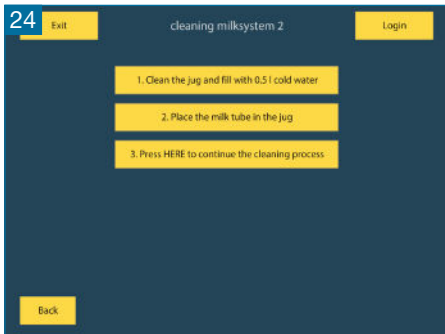 24
Exit
cleaning milksystem 2
Login
1. Clean the jug and fill with 0.5 l cold water
2. Place the milk tube in the jug
3. Press HERE to continue the cleaning process
Back